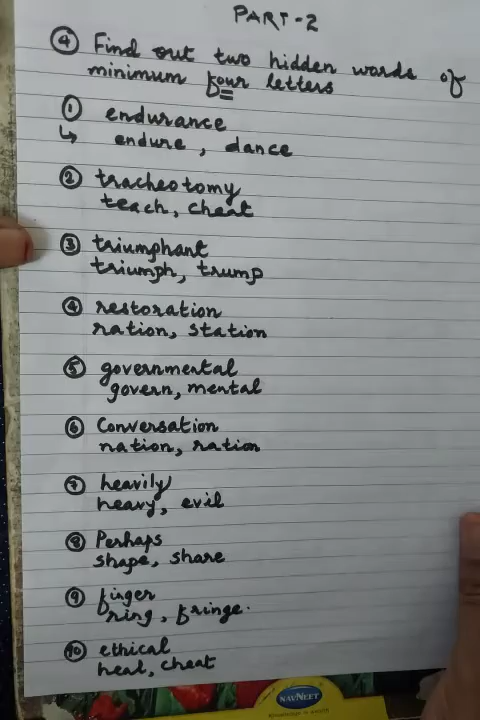 PART-2
④ Find out two hidden words of
minimum four letters
① endurance
↳ endure, dance
② tracheotomy
teach, cheat
③ triumphant
triumph, trump
④ restoration
ration, station
⑤ governmental
govern, mental
⑥ Conversation
nation, ration
⑦ heavily
heavy, evil
⑧ Perhaps
shape, share
⑨ finger
ring, fringe.
⑩ ethical
heal, cheat
NAVNEET